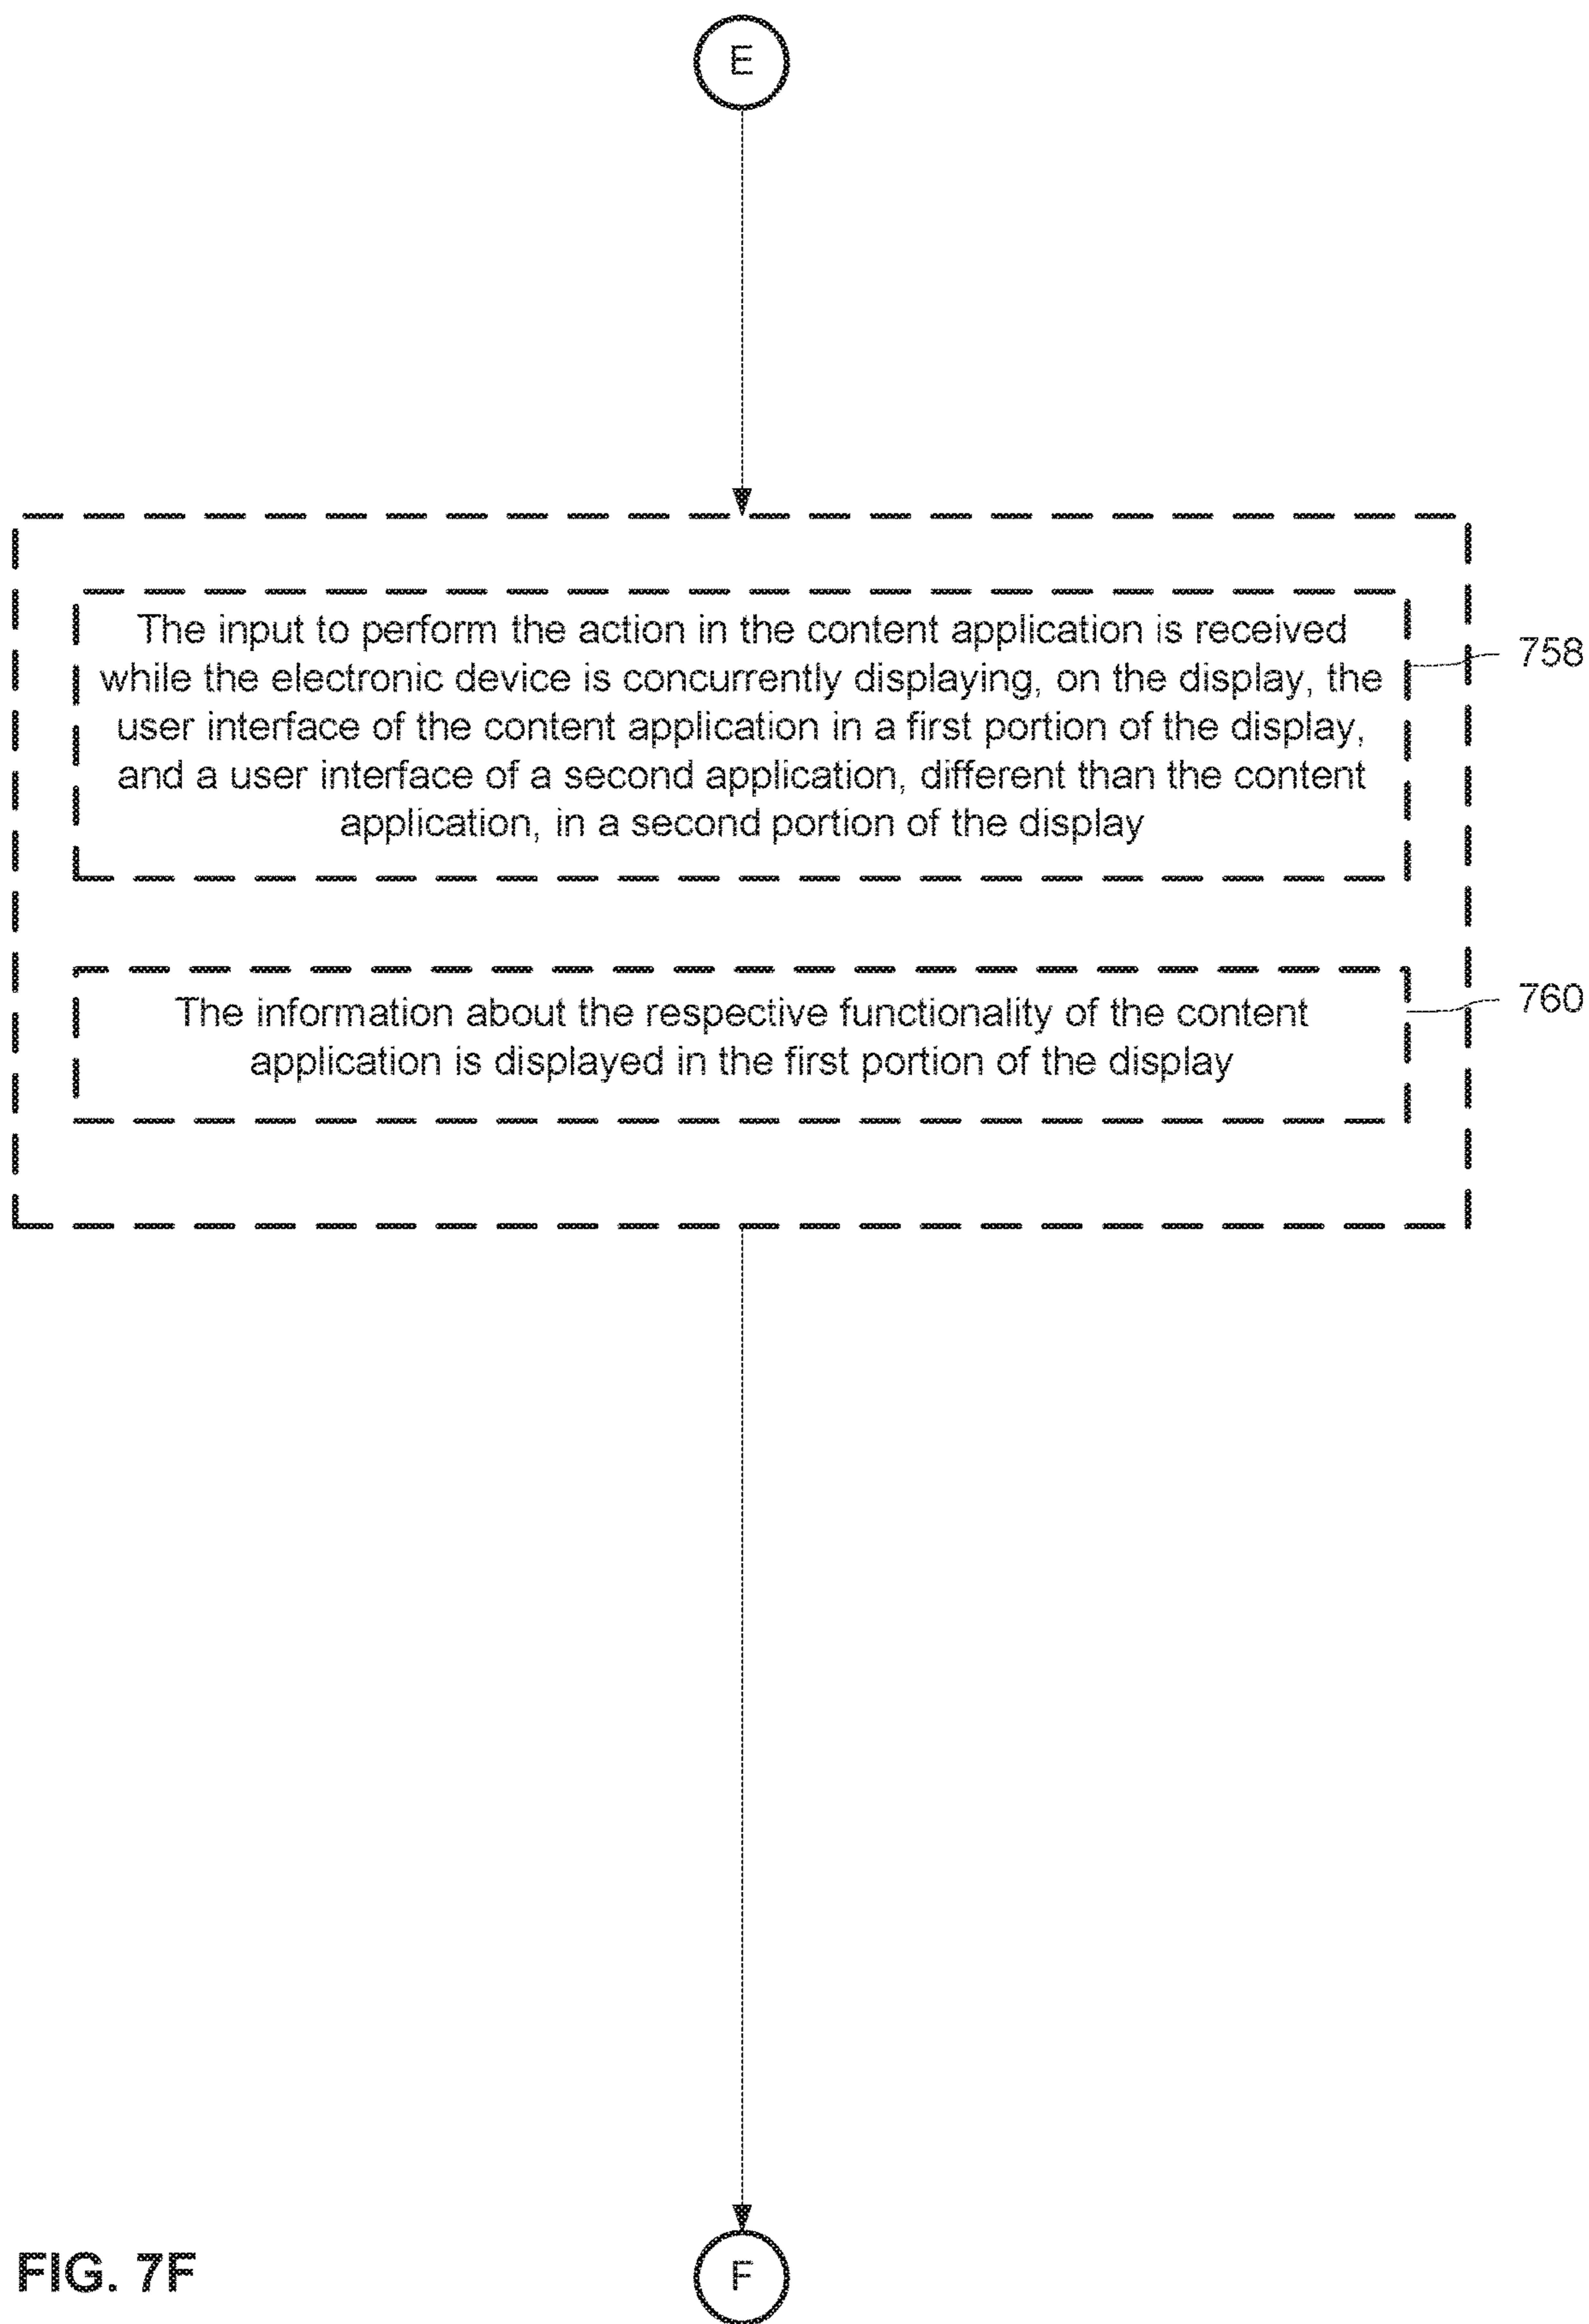 E
The input to perform the action in the content application is received
while the electronic device is concurrently displaying, on the display, the
user interface of the content application in a first portion of the display,
and a user interface of a second application, different than the content
application, in a second portion of the display
758
The information about the respective functionality of the content
application is displayed in the first portion of the display
760
FIG. 7F
F